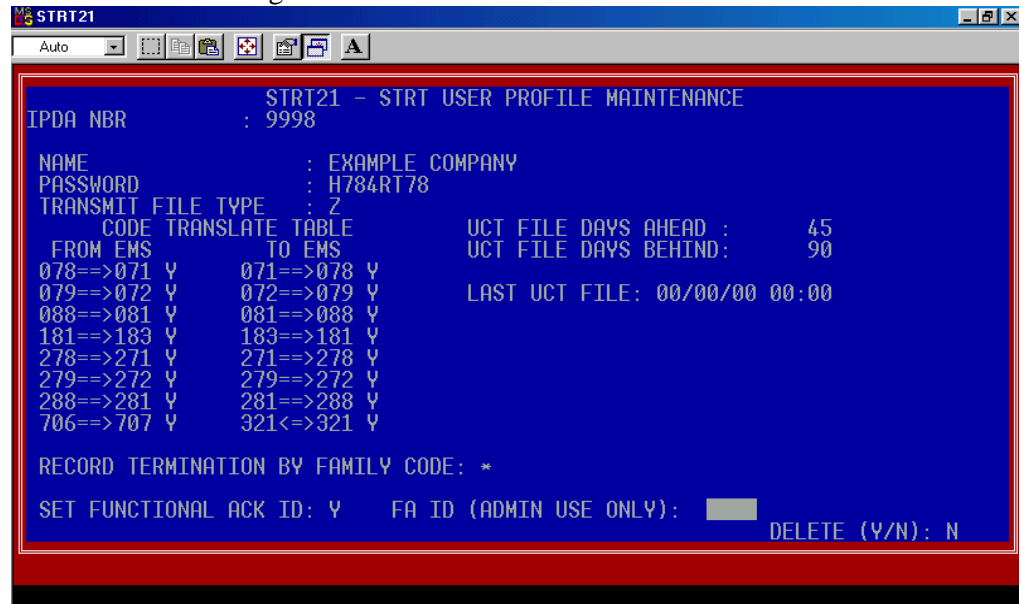 STRT21
Auto
A
STRT21 - STRT USER PROFILE MAINTENANCE
IPDA NBR : 9998
NAME : EXAMPLE COMPANY
PASSWORD : H784RT78
TRANSMIT FILE TYPE : Z
CODE TRANSLATE TABLE UCT FILE DAYS AHEAD : 45
FROM EMS TO EMS UCT FILE DAYS BEHIND: 90
078==>071 Y 071==>078 Y
079==>072 Y 072==>079 Y LAST UCT FILE: 00/00/00 00:00
088==>081 Y 081==>088 Y
181==>183 Y 183==>181 Y
278==>271 Y 271==>278 Y
279==>272 Y 279==>272 Y
288==>281 Y 281==>288 Y
706==>707 Y 321<=>321 Y
RECORD TERMINATION BY FAMILY CODE: *
SET FUNCTIONAL ACK ID: Y FA ID (ADMIN USE ONLY):
DELETE (Y/N): N